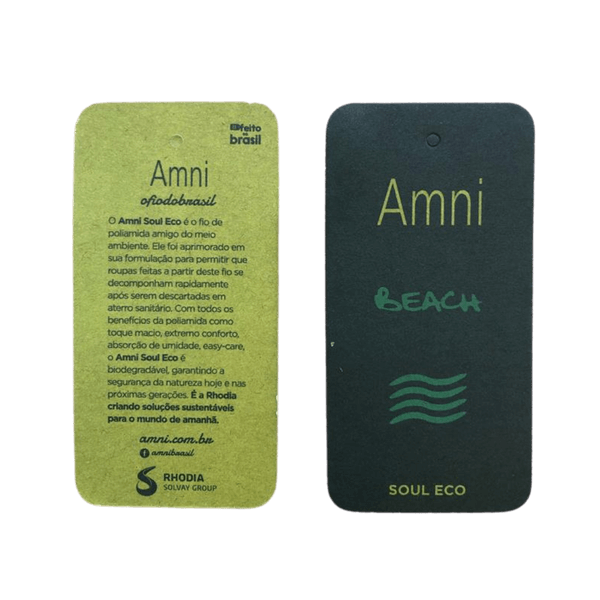 feito
no
brasil
Amni
ofiodobrasil
O Amni Soul Eco é o fio de
poliamida amigo do meio
ambiente. Ele foi aprimorado em
sua formulação para permitir que
roupas feitas a partir deste fio se
decomponham rapidamente
após serem descartadas em
aterro sanitário. Com todos os
benefícios da poliamida como
toque macio, extremo conforto,
absorção de umidade, easy-care,
o Amni Soul Eco é
biodegradável, garantindo a
segurança da natureza hoje e nas
próximas gerações. É a Rhodia
criando soluções sustentáveis
para o mundo de amanhã.
amni.com.br
amnibrasil
RHODIA
SOLVAY GROUP
Amni
BEACH
SOUL ECO